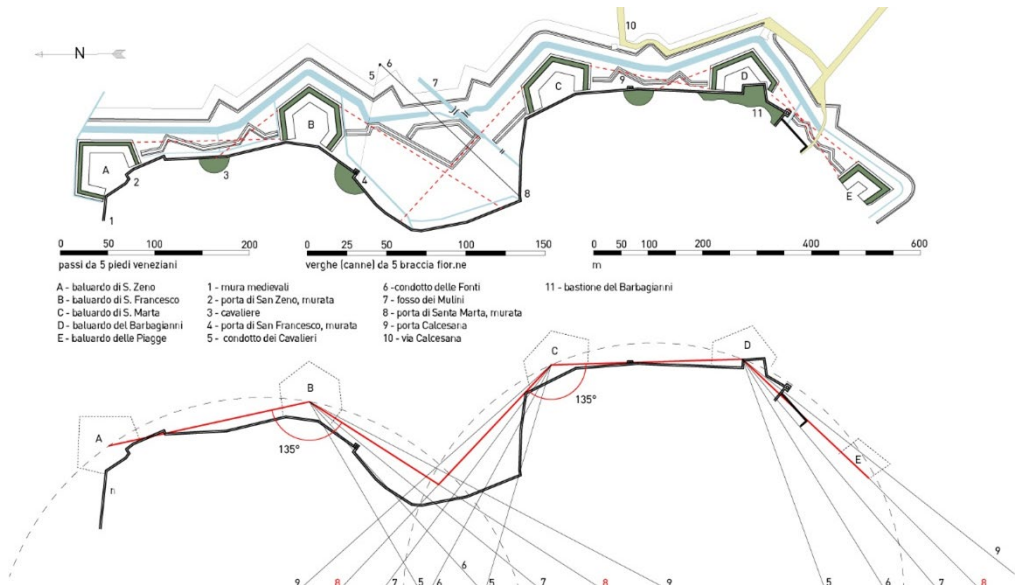 10
N
5
6
7
C
9
D
B
11
A
2
3
4
8
E
1
0 50 100 200
passi da 5 piedi veneziani
0 25 50 100 150
verghe (canne) da 5 braccia fior.ne
0 50 100 200 400 600
m
A - baluardo di S. Zeno
B - baluardo di S. Francesco
C - baluardo di S. Marta
D - baluardo del Barbagianni
E - baluardo delle Piagge
1 - mura medievali
2 - porta di San Zeno, murata
3 - cavaliere
4 - porta di San Francesco, murata
5 - condotto dei Cavalieri
6 - condotto delle Fonti
7 - fosso dei Mulini
8 - porta di Santa Marta, murata
9 - porta Calcesana
10 - via Calcesana
11 - bastione del Barbagianni
C
D
B
135°
A
135°
E
n
9
6
9 8 7 5 6 5 7 8 9 5 6 7 8